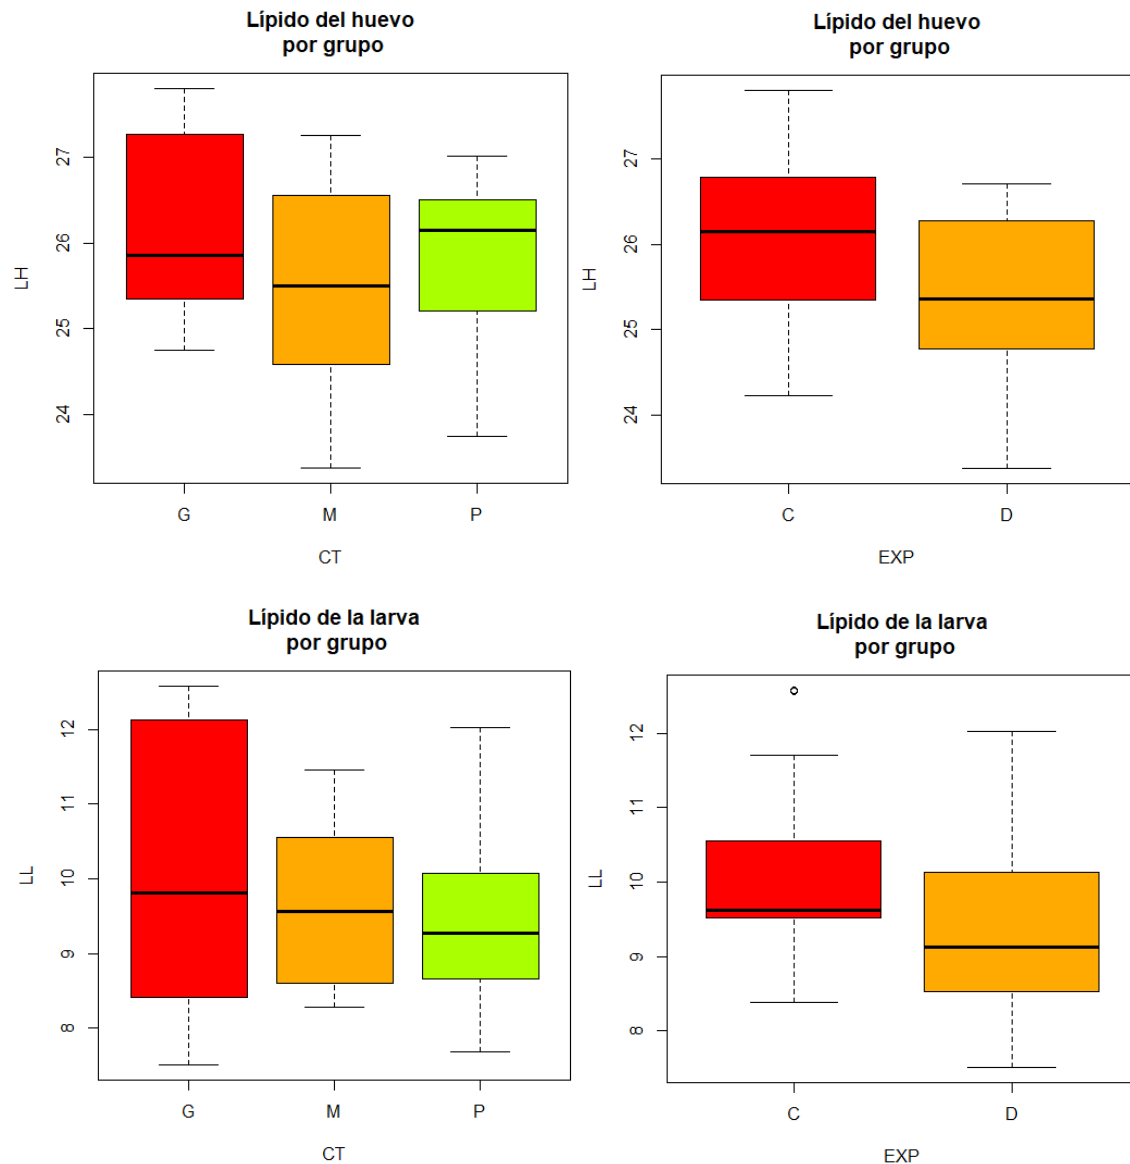 Lípido del huevo
por grupo
LH
27
26
25
24
G M P
CT
Lípido del huevo
por grupo
LH
27
26
25
24
C D
EXP
Lípido de la larva
por grupo
LL
12
11
10
9
8
G M P
CT
Lípido de la larva
por grupo
LL
12
11
10
9
8
C D
EXP